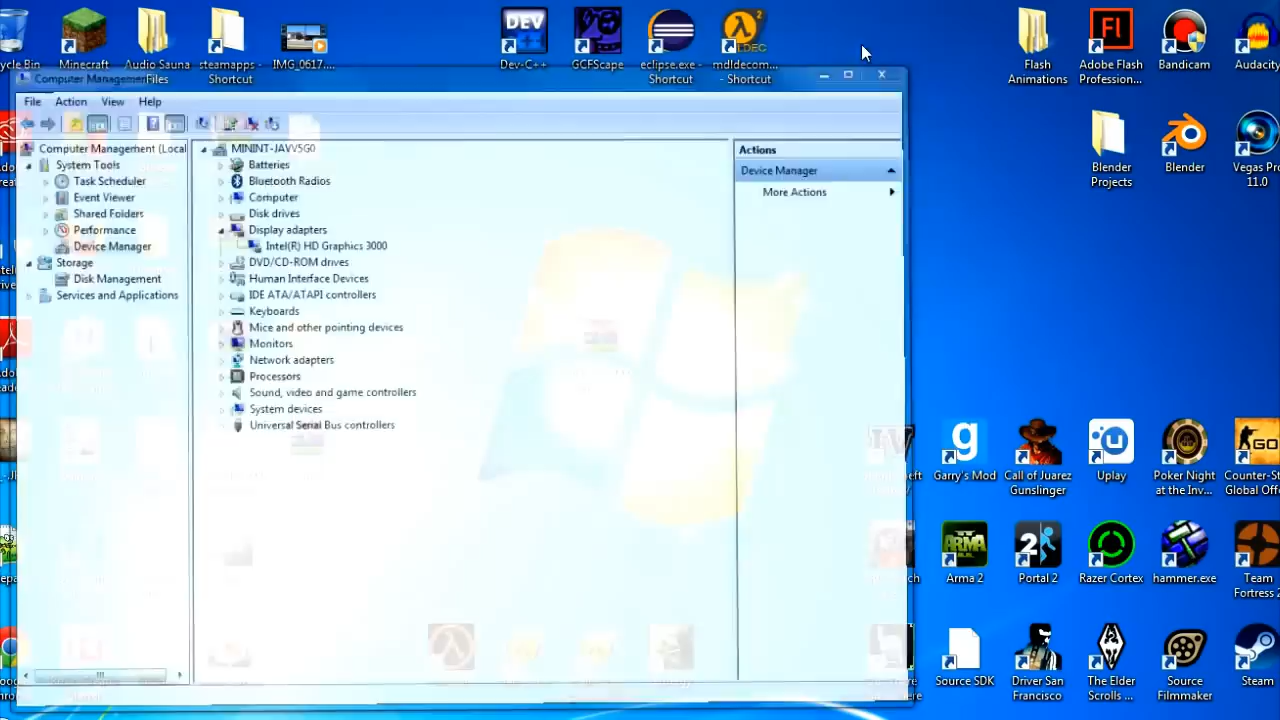 ycle Bin
Minecraft
Audio Sauna
Files
steamapps -
Shortcut
IMG_0617....
DEV
Dev-C++
GCFScape
eclipse.exe -
Shortcut
mdldecom...
- Shortcut
Flash
Animations
Adobe Flash
Profession...
Bandicam
Audacity
Computer Management
File Action View Help
Computer Management (Local
System Tools
Task Scheduler
Event Viewer
Shared Folders
Performance
Device Manager
Storage
Disk Management
Services and Applications
MININT-JAVV5G0
Batteries
Bluetooth Radios
Computer
Disk drives
Display adapters
Intel(R) HD Graphics 3000
DVD/CD-ROM drives
Human Interface Devices
IDE ATA/ATAPI controllers
Keyboards
Mice and other pointing devices
Monitors
Network adapters
Processors
Sound, video and game controllers
System devices
Universal Serial Bus controllers
Actions
Device Manager
More Actions
Blender
Projects
Blender
Vegas Pro
11.0
Garry's Mod
Call of Juarez
Gunslinger
Uplay
Poker Night
at the Inv...
Counter-St
Global Offe
Arma 2
Portal 2
Razer Cortex
hammer.exe
Team
Fortress 2
Source SDK
Driver San
Francisco
The Elder
Scrolls ...
Source
Filmmaker
Steam